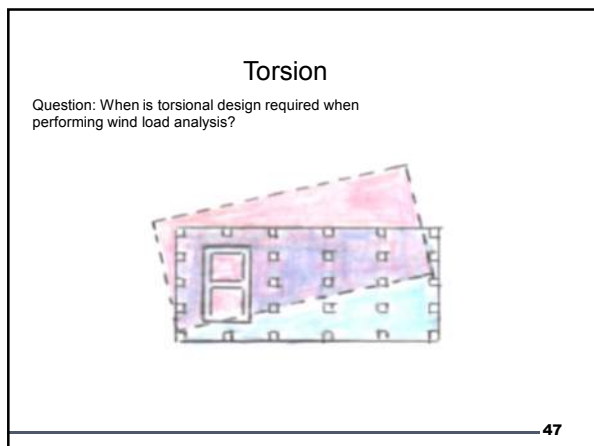 Torsion
Question: When is torsional design required when
performing wind load analysis?
47